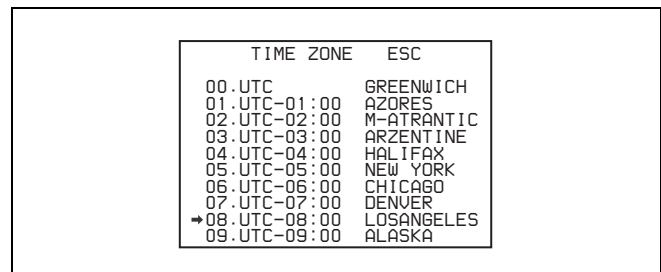 TIME ZONE ESC
00.UTC GREENWICH
01.UTC-01:00 AZORES
02.UTC-02:00 M-ATRANTIC
03.UTC-03:00 ARZENTINE
04.UTC-04:00 HALIFAX
05.UTC-05:00 NEW YORK
06.UTC-06:00 CHICAGO
07.UTC-07:00 DENVER
➡08.UTC-08:00 LOSANGELES
09.UTC-09:00 ALASKA